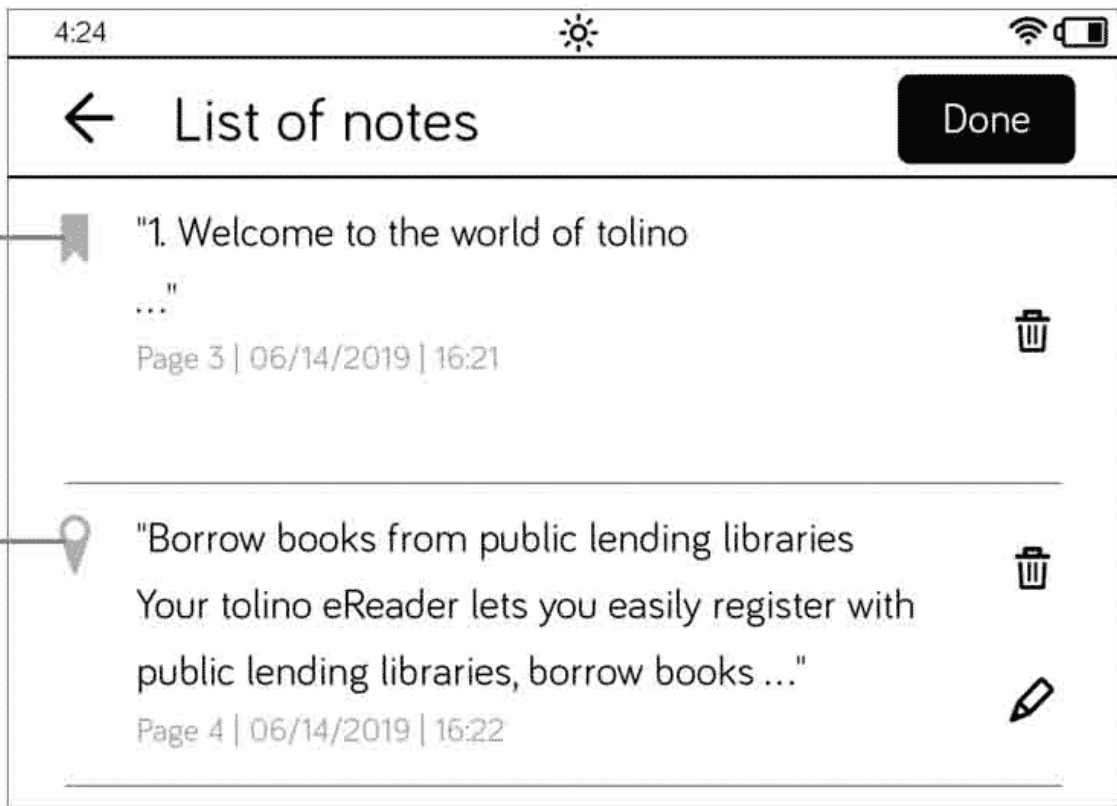 4:24
List of notes
Done
"1. Welcome to the world of tolino
..."
Page 3 | 06/14/2019 | 16:21
"Borrow books from public lending libraries
Your tolino eReader lets you easily register with
public lending libraries, borrow books ..."
Page 4 | 06/14/2019 | 16:22